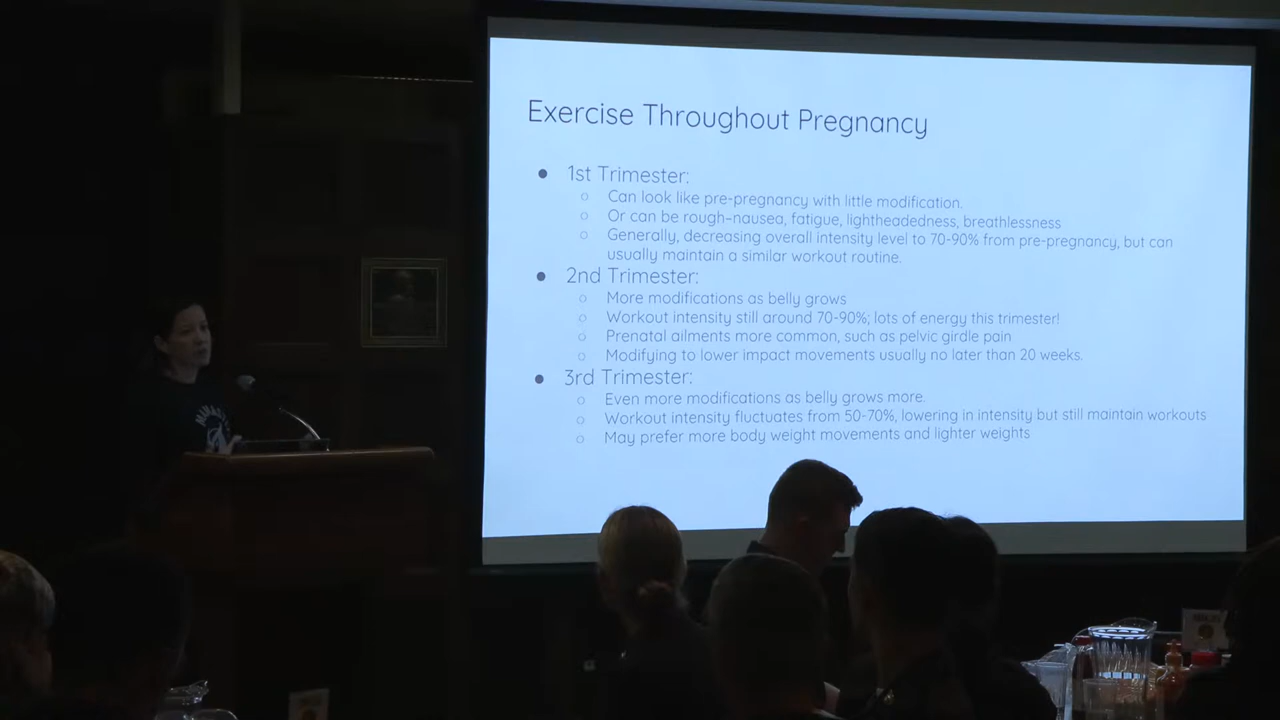 Exercise Throughout Pregnancy
● 1st Trimester:
○ Can look like pre-pregnancy with little modification.
○ Or can be rough–nausea, fatigue, lightheadedness, breathlessness
○ Generally, decreasing overall intensity level to 70-90% from pre-pregnancy, but can
usually maintain a similar workout routine.
● 2nd Trimester:
○ More modifications as belly grows
○ Workout intensity still around 70-90%; lots of energy this trimester!
○ Prenatal ailments more common, such as pelvic girdle pain
○ Modifying to lower impact movements usually no later than 20 weeks.
● 3rd Trimester:
○ Even more modifications as belly grows more.
○ Workout intensity fluctuates from 50-70%, lowering in intensity but still maintain workouts
○ May prefer more body weight movements and lighter weights